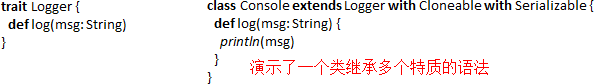 trait Logger {
def log(msg: String)
}
class Console extends Logger with Cloneable with Serializable {
def log(msg: String) {
println(msg)
}
演示了一个类继承多个特质的语法
}